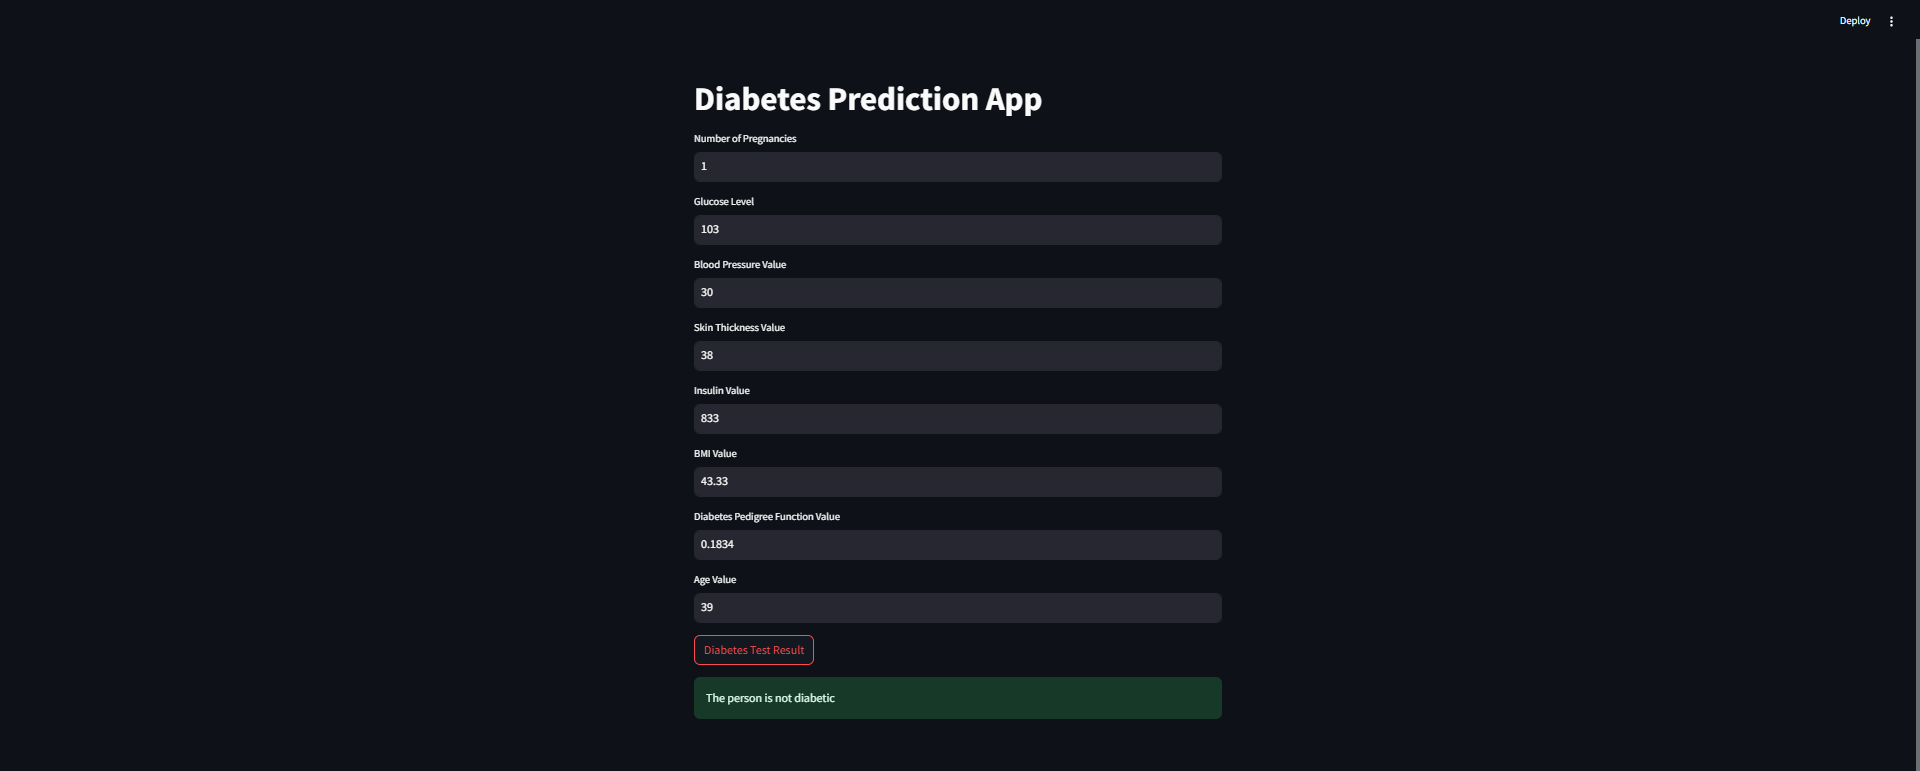 Deploy
Diabetes Prediction App
Number of Pregnancies
1
Glucose Level
103
Blood Pressure Value
30
Skin Thickness Value
38
Insulin Value
833
BMI Value
43.33
Diabetes Pedigree Function Value
0.1834
Age Value
39
Diabetes Test Result
The person is not diabetic